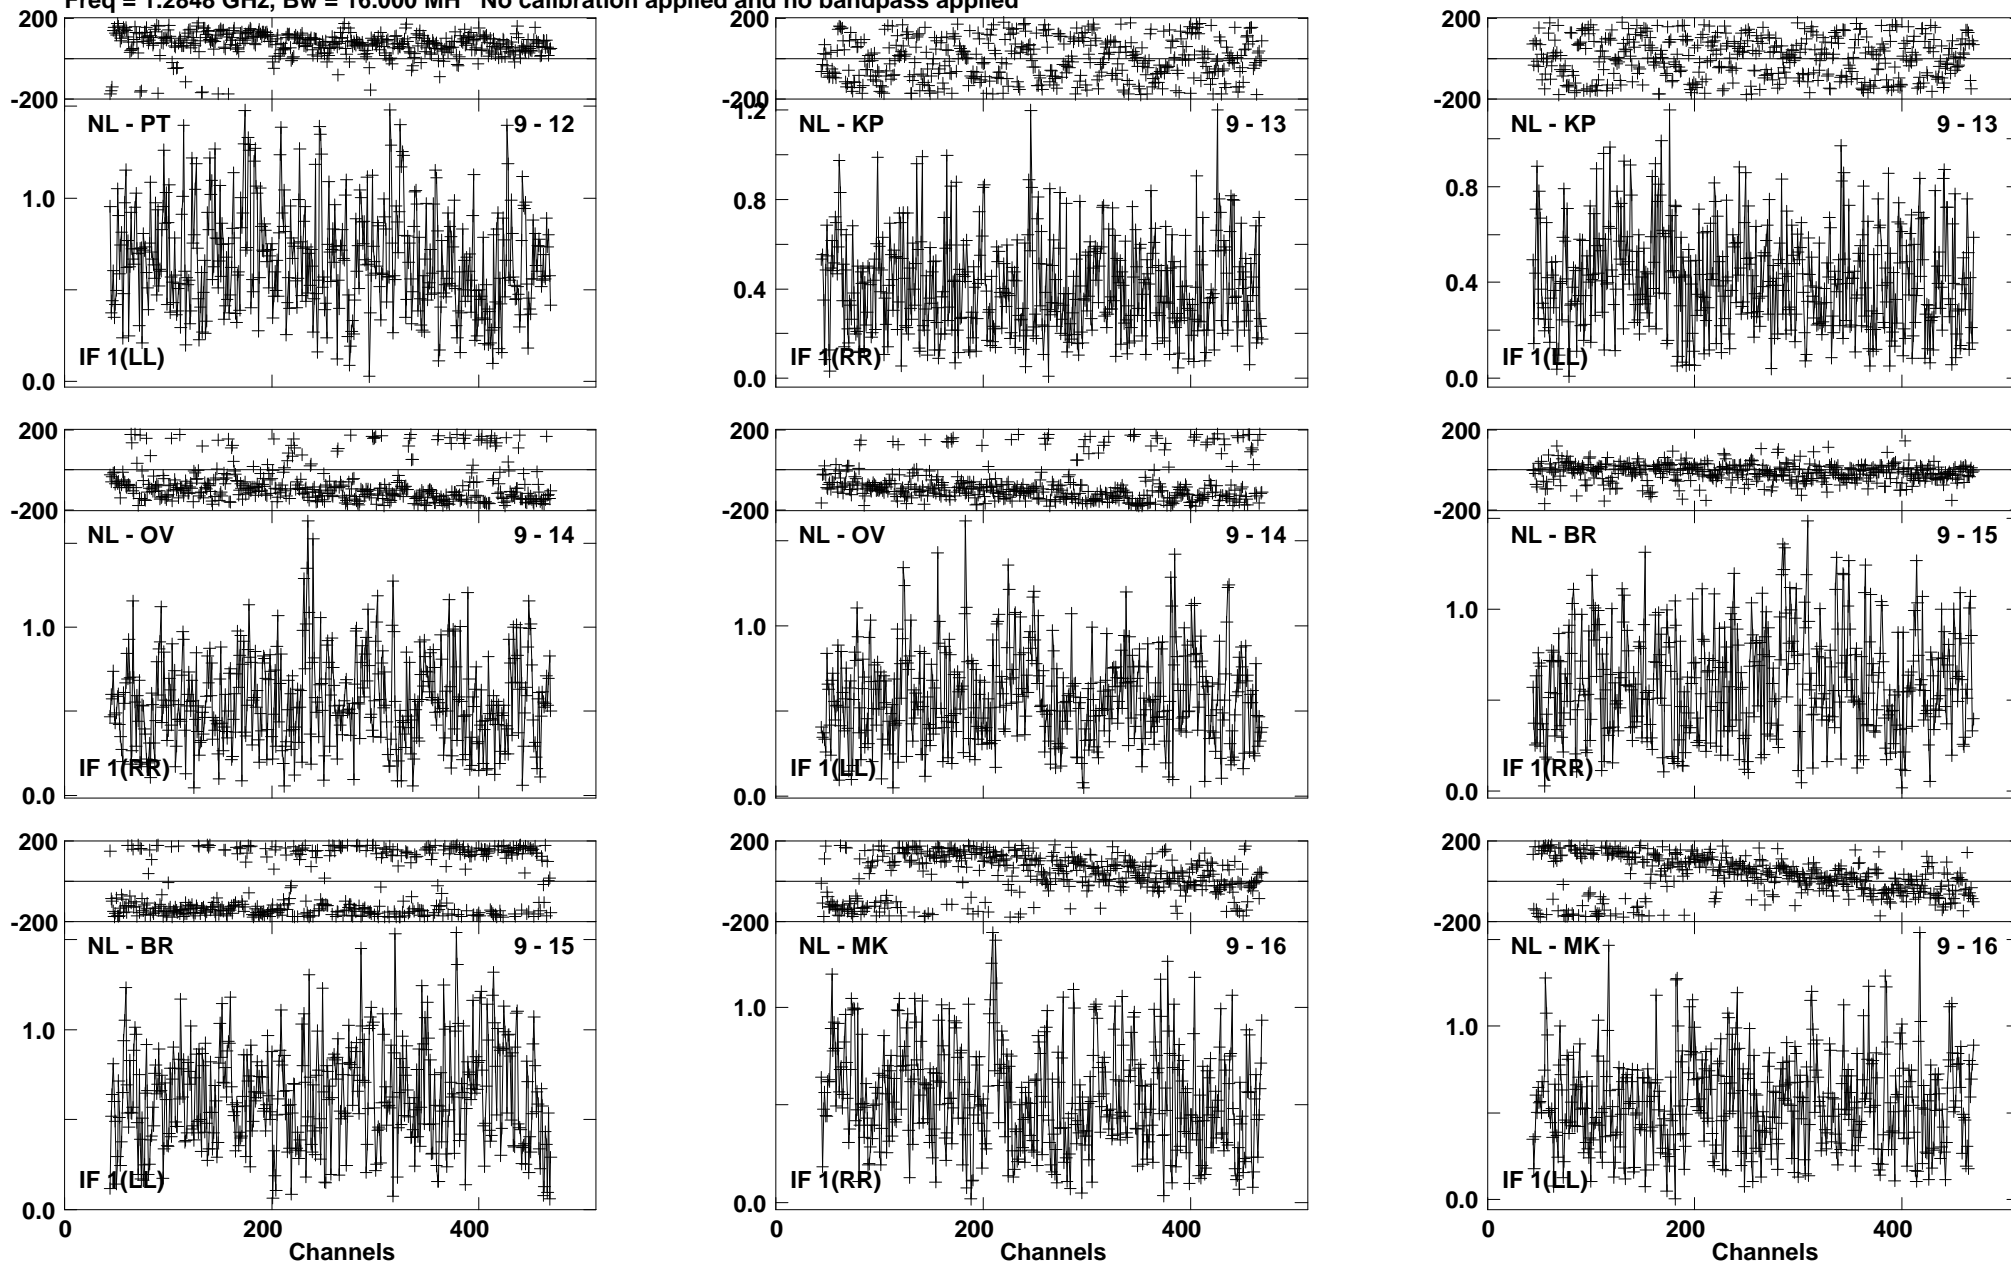 Freq = 1.2848 GHz, Bw = 16.000 MH No calibration applied and no bandpass applied
200
-200
NL - PT 9 - 12
1.0
IF 1(LL)
0.0
-200
1.2
NL - KP 9 - 13
0.8
0.4
IF 1(RR)
0.0
200
200
-200
NL - KP 9 - 13
0.8
0.4
IF 1(LL)
0.0
200
-200
NL - OV 9 - 14
1.0
IF 1(RR)
0.0
200
-200
NL - OV 9 - 14
1.0
IF 1(LL)
0.0
200
-200
NL - BR 9 - 15
1.0
IF 1(RR)
0.0
200
-200
NL - BR 9 - 15
1.0
IF 1(LL)
0.0
0 200 400
Channels
200
-200
NL - MK 9 - 16
1.0
IF 1(RR)
0.0
0 200 400
Channels
200
-200
NL - MK 9 - 16
1.0
IF 1(LL)
0.0
0 200 400
Channels